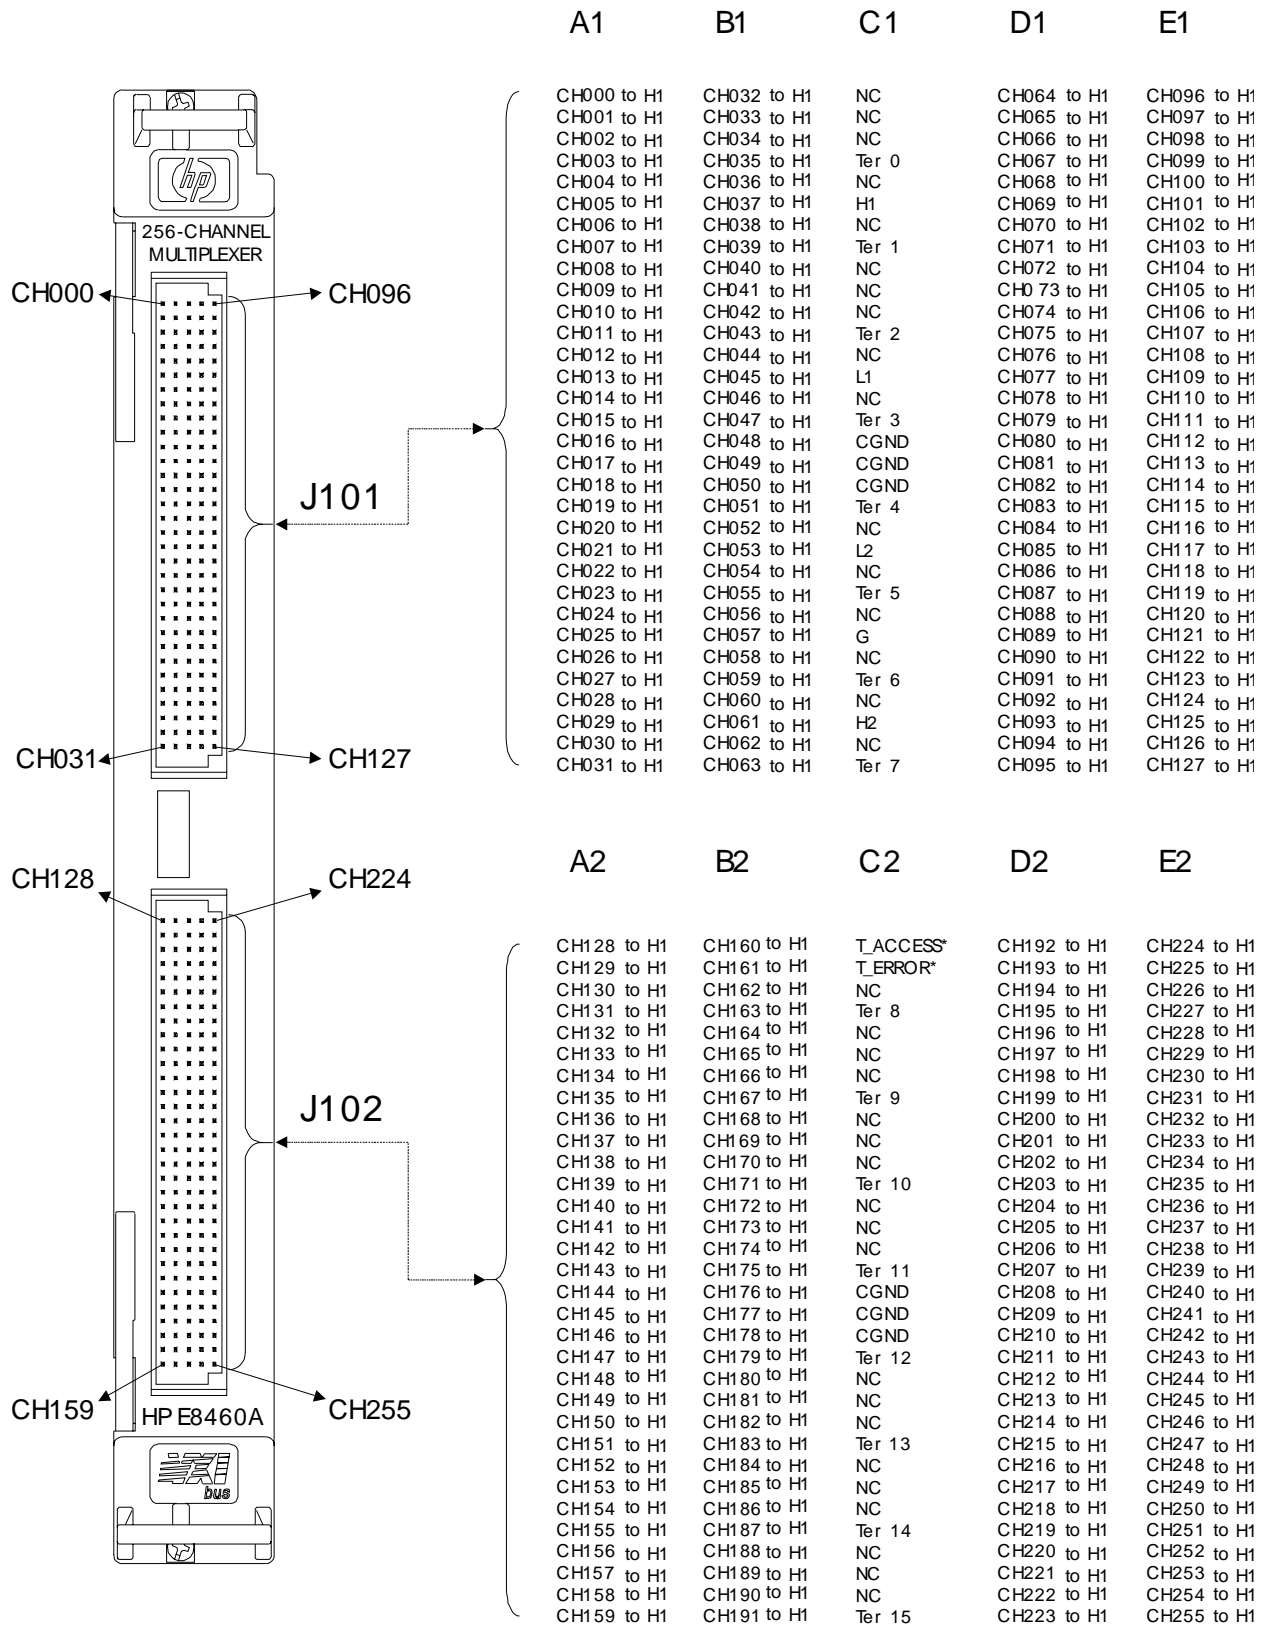 A1 B1 C1 D1 E1
CH000 to H1 CH032 to H1 NC CH064 to H1 CH096 to H1
CH001 to H1 CH033 to H1 NC CH065 to H1 CH097 to H1
CH002 to H1 CH034 to H1 NC CH066 to H1 CH098 to H1
CH003 to H1 CH035 to H1 Ter 0 CH067 to H1 CH099 to H1
CH004 to H1 CH036 to H1 NC CH068 to H1 CH100 to H1
CH005 to H1 CH037 to H1 H1 CH069 to H1 CH101 to H1
CH006 to H1 CH038 to H1 NC CH070 to H1 CH102 to H1
CH007 to H1 CH039 to H1 Ter 1 CH071 to H1 CH103 to H1
CH008 to H1 CH040 to H1 NC CH072 to H1 CH104 to H1
CH009 to H1 CH041 to H1 NC CH0 73 to H1 CH105 to H1
CH010 to H1 CH042 to H1 NC CH074 to H1 CH106 to H1
CH011 to H1 CH043 to H1 Ter 2 CH075 to H1 CH107 to H1
CH012 to H1 CH044 to H1 NC CH076 to H1 CH108 to H1
CH013 to H1 CH045 to H1 L1 CH077 to H1 CH109 to H1
CH014 to H1 CH046 to H1 NC CH078 to H1 CH110 to H1
CH015 to H1 CH047 to H1 Ter 3 CH079 to H1 CH111 to H1
CH016 to H1 CH048 to H1 CGND CH080 to H1 CH112 to H1
CH017 to H1 CH049 to H1 CGND CH081 to H1 CH113 to H1
CH018 to H1 CH050 to H1 CGND CH082 to H1 CH114 to H1
CH019 to H1 CH051 to H1 Ter 4 CH083 to H1 CH115 to H1
CH020 to H1 CH052 to H1 NC CH084 to H1 CH116 to H1
CH021 to H1 CH053 to H1 L2 CH085 to H1 CH117 to H1
CH022 to H1 CH054 to H1 NC CH086 to H1 CH118 to H1
CH023 to H1 CH055 to H1 Ter 5 CH087 to H1 CH119 to H1
CH024 to H1 CH056 to H1 NC CH088 to H1 CH120 to H1
CH025 to H1 CH057 to H1 G CH089 to H1 CH121 to H1
CH026 to H1 CH058 to H1 NC CH090 to H1 CH122 to H1
CH027 to H1 CH059 to H1 Ter 6 CH091 to H1 CH123 to H1
CH028 to H1 CH060 to H1 NC CH092 to H1 CH124 to H1
CH029 to H1 CH061 to H1 H2 CH093 to H1 CH125 to H1
CH030 to H1 CH062 to H1 NC CH094 to H1 CH126 to H1
CH031 to H1 CH063 to H1 Ter 7 CH095 to H1 CH127 to H1
hp
256-CHANNEL
MULTIPLEXER
CH000 CH096
J101
CH031 CH127
CH128 CH224
J102
CH159 CH255
HP E8460A
VXI
bus
A2 B2 C2 D2 E2
CH128 to H1 CH160 to H1 T_ACCESS* CH192 to H1 CH224 to H1
CH129 to H1 CH161 to H1 T_ERROR* CH193 to H1 CH225 to H1
CH130 to H1 CH162 to H1 NC CH194 to H1 CH226 to H1
CH131 to H1 CH163 to H1 Ter 8 CH195 to H1 CH227 to H1
CH132 to H1 CH164 to H1 NC CH196 to H1 CH228 to H1
CH133 to H1 CH165 to H1 NC CH197 to H1 CH229 to H1
CH134 to H1 CH166 to H1 NC CH198 to H1 CH230 to H1
CH135 to H1 CH167 to H1 Ter 9 CH199 to H1 CH231 to H1
CH136 to H1 CH168 to H1 NC CH200 to H1 CH232 to H1
CH137 to H1 CH169 to H1 NC CH201 to H1 CH233 to H1
CH138 to H1 CH170 to H1 NC CH202 to H1 CH234 to H1
CH139 to H1 CH171 to H1 Ter 10 CH203 to H1 CH235 to H1
CH140 to H1 CH172 to H1 NC CH204 to H1 CH236 to H1
CH141 to H1 CH173 to H1 NC CH205 to H1 CH237 to H1
CH142 to H1 CH174 to H1 NC CH206 to H1 CH238 to H1
CH143 to H1 CH175 to H1 Ter 11 CH207 to H1 CH239 to H1
CH144 to H1 CH176 to H1 CGND CH208 to H1 CH240 to H1
CH145 to H1 CH177 to H1 CGND CH209 to H1 CH241 to H1
CH146 to H1 CH178 to H1 CGND CH210 to H1 CH242 to H1
CH147 to H1 CH179 to H1 Ter 12 CH211 to H1 CH243 to H1
CH148 to H1 CH180 to H1 NC CH212 to H1 CH244 to H1
CH149 to H1 CH181 to H1 NC CH213 to H1 CH245 to H1
CH150 to H1 CH182 to H1 NC CH214 to H1 CH246 to H1
CH151 to H1 CH183 to H1 Ter 13 CH215 to H1 CH247 to H1
CH152 to H1 CH184 to H1 NC CH216 to H1 CH248 to H1
CH153 to H1 CH185 to H1 NC CH217 to H1 CH249 to H1
CH154 to H1 CH186 to H1 NC CH218 to H1 CH250 to H1
CH155 to H1 CH187 to H1 Ter 14 CH219 to H1 CH251 to H1
CH156 to H1 CH188 to H1 NC CH220 to H1 CH252 to H1
CH157 to H1 CH189 to H1 NC CH221 to H1 CH253 to H1
CH158 to H1 CH190 to H1 NC CH222 to H1 CH254 to H1
CH159 to H1 CH191 to H1 Ter 15 CH223 to H1 CH255 to H1